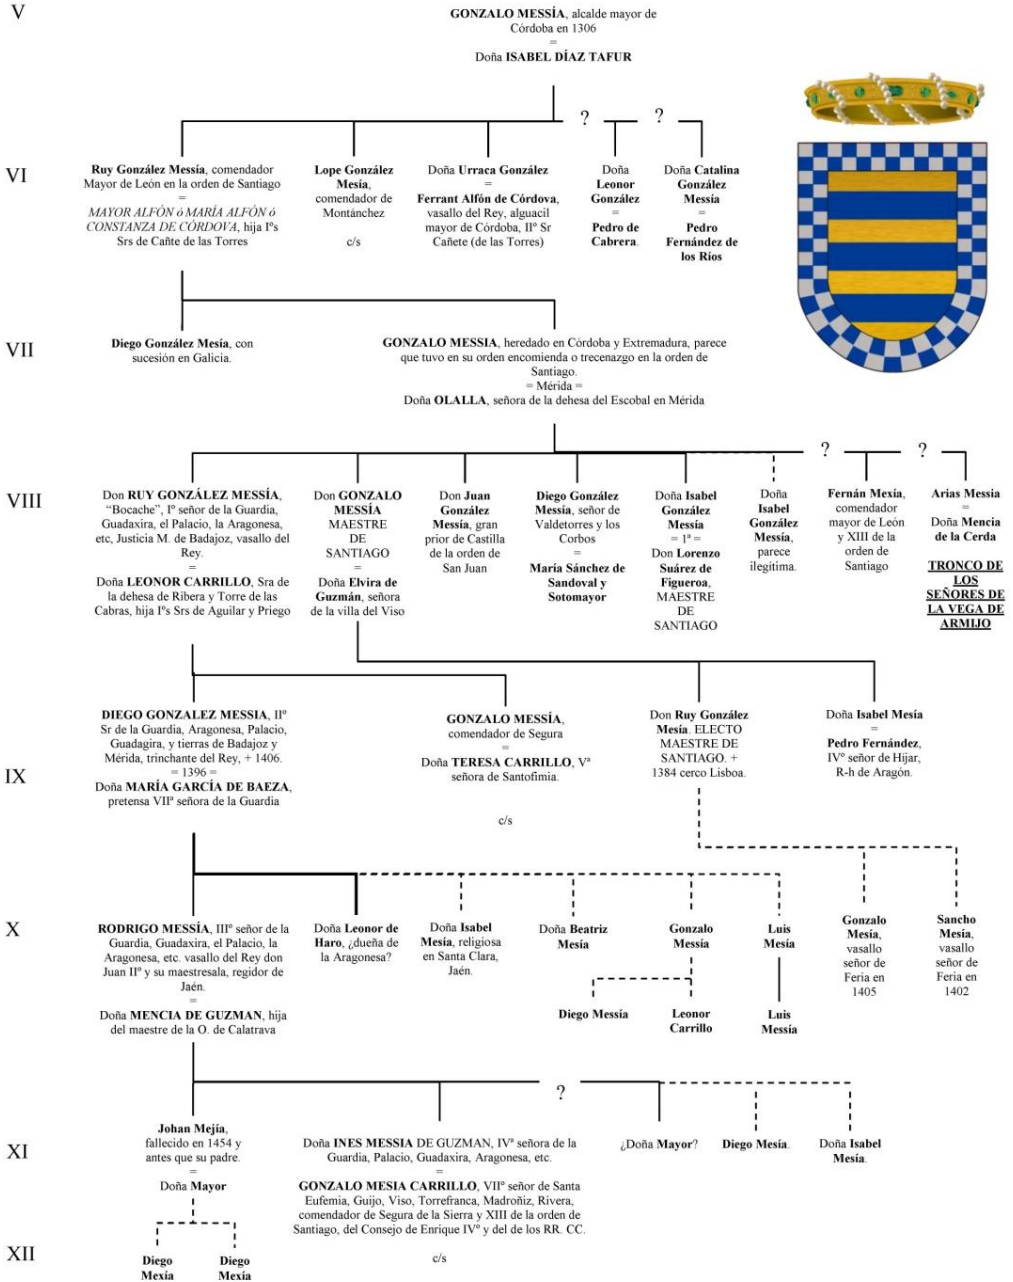 V
GONZALO MESSÍA, alcalde mayor de
Córdoba en 1306
=
Doña ISABEL DÍAZ TAFUR
?
?
VI
Ruy González Messía, comendador
Mayor de León en la orden de Santiago
=
MAYOR ALFÓN ó MARÍA ALFÓN ó
CONSTANZA DE CÓRDOVA, hija Iºs
Srs de Cañte de las Torres
Lope González
Mesía,
comendador de
Montánchez
c/s
Doña Urraca González
=
Ferrant Alfón de Córdova,
vasallo del Rey, alguacil
mayor de Córdoba, IIº Sr
Cañete (de las Torres)
Doña
Leonor
González
=
Pedro de
Cabrera.
Doña Catalina
González
Messía
=
Pedro
Fernández de
los Ríos
VII
Diego González Mesía, con
sucesión en Galicia.
GONZALO MESSIA, heredado en Córdoba y Extremadura, parece
que tuvo en su orden encomienda o trecenazgo en la orden de
Santiago.
= Mérida =
Doña OLALLA, señora de la dehesa del Escobal en Mérida
?
?
VIII
Don RUY GONZÁLEZ MESSÍA,
“Bocache”, Iº señor de la Guardia,
Guadaxira, el Palacio, la Aragonesa,
etc, Justicia M. de Badajoz, vasallo del
Rey.
=
Doña LEONOR CARRILLO, Sra de
la dehesa de Ribera y Torre de las
Cabras, hija Iºs Srs de Aguilar y Priego
Don GONZALO
MESSÍA
MAESTRE
DE
SANTIAGO
=
Doña Elvira de
Guzmán, señora
de la villa del Viso
Don Juan
González
Messía, gran
prior de Castilla
de la orden de
San Juan
Diego González
Messía, señor de
Valdetorres y los
Corbos
=
María Sánchez de
Sandoval y
Sotomayor
Doña Isabel
González
Messía
= 1ª =
Don Lorenzo
Suárez de
Figueroa,
MAESTRE
DE
SANTIAGO
Doña
Isabel
González
Messía,
parece
ilegítima.
Fernán Mexía,
comendador
mayor de León
y XIII de la
orden de
Santiago
Arias Messia
=
Doña Mencia
de la Cerda
TRONCO DE
LOS
SEÑORES DE
LA VEGA DE
ARMIJO
IX
DIEGO GONZALEZ MESSIA, IIº
Sr de la Guardia, Aragonesa, Palacio,
Guadagira, y tierras de Badajoz y
Mérida, trinchante del Rey, + 1406.
= 1396 =
Doña MARÍA GARCÍA DE BAEZA,
pretensa VIIª señora de la Guardia
GONZALO MESSÍA,
comendador de Segura
=
Doña TERESA CARRILLO, Vª
señora de Santofimia.
c/s
Don Ruy González
Mesía. ELECTO
MAESTRE DE
SANTIAGO. +
1384 cerco Lisboa.
Doña Isabel Mesía
=
Pedro Fernández,
IVº señor de Híjar,
R-h de Aragón.
X
RODRIGO MESSÍA, IIIº señor de la
Guardia, Guadaxira, el Palacio, la
Aragonesa, etc. vasallo del Rey don
Juan IIº y su maestresala, regidor de
Jaén.
=
Doña MENCIA DE GUZMAN, hija
del maestre de la O. de Calatrava
Doña Leonor de
Haro, ¿dueña de
la Aragonesa?
Doña Isabel
Mesía, religiosa
en Santa Clara,
Jaén.
Doña Beatriz
Mesía
Gonzalo
Messía
Luis
Mesía
Gonzalo
Mesía,
vasallo
señor de
Feria en
1405
Sancho
Mesía,
vasallo
señor de
Feria en
1402
Diego Messía
Leonor
Carrillo
Luis
Messía
?
XI
Johan Mejía,
fallecido en 1454 y
antes que su padre.
=
Doña Mayor
Doña INES MESSIA DE GUZMAN, IVª señora de la
Guardia, Palacio, Guadaxira, Aragonesa, etc.
=
GONZALO MESIA CARRILLO, VIIº señor de Santa
Eufemia, Guijo, Viso, Torrefranca, Madroñiz, Rivera,
comendador de Segura de la Sierra y XIII de la orden de
Santiago, del Consejo de Enrique IVº y del de los RR. CC.
c/s
¿Doña Mayor?
Diego Mesía.
Doña Isabel
Mesía.
XII
Diego
Mexía
Diego
Mexía